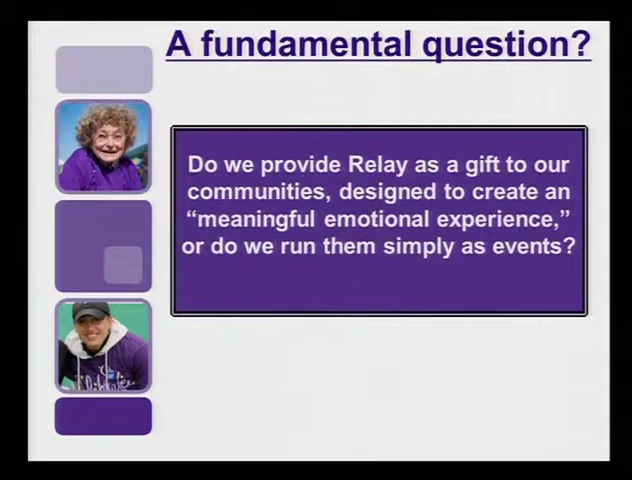 A fundamental question?
Do we provide Relay as a gift to our
communities, designed to create an
“meaningful emotional experience,”
or do we run them simply as events?